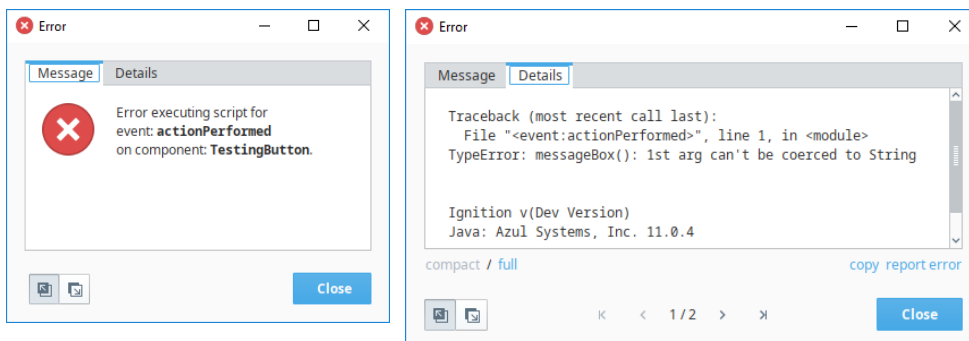 Error
Message Details
Error executing script for
event: actionPerformed
on component: TestingButton.
Close
Error
Message Details
Traceback (most recent call last):
File "<event:actionPerformed>", line 1, in <module>
TypeError: messageBox(): 1st arg can't be coerced to String
Ignition v(Dev Version)
Java: Azul Systems, Inc. 11.0.4
compact / full
copy report error
1 / 2
Close